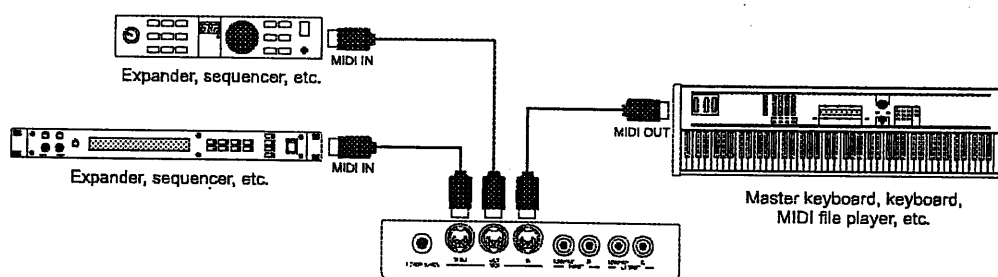 MIDI IN
Expander, sequencer, etc.
MIDI OUT
MIDI IN
Expander, sequencer, etc.
Master keyboard, keyboard,
MIDI file player, etc.